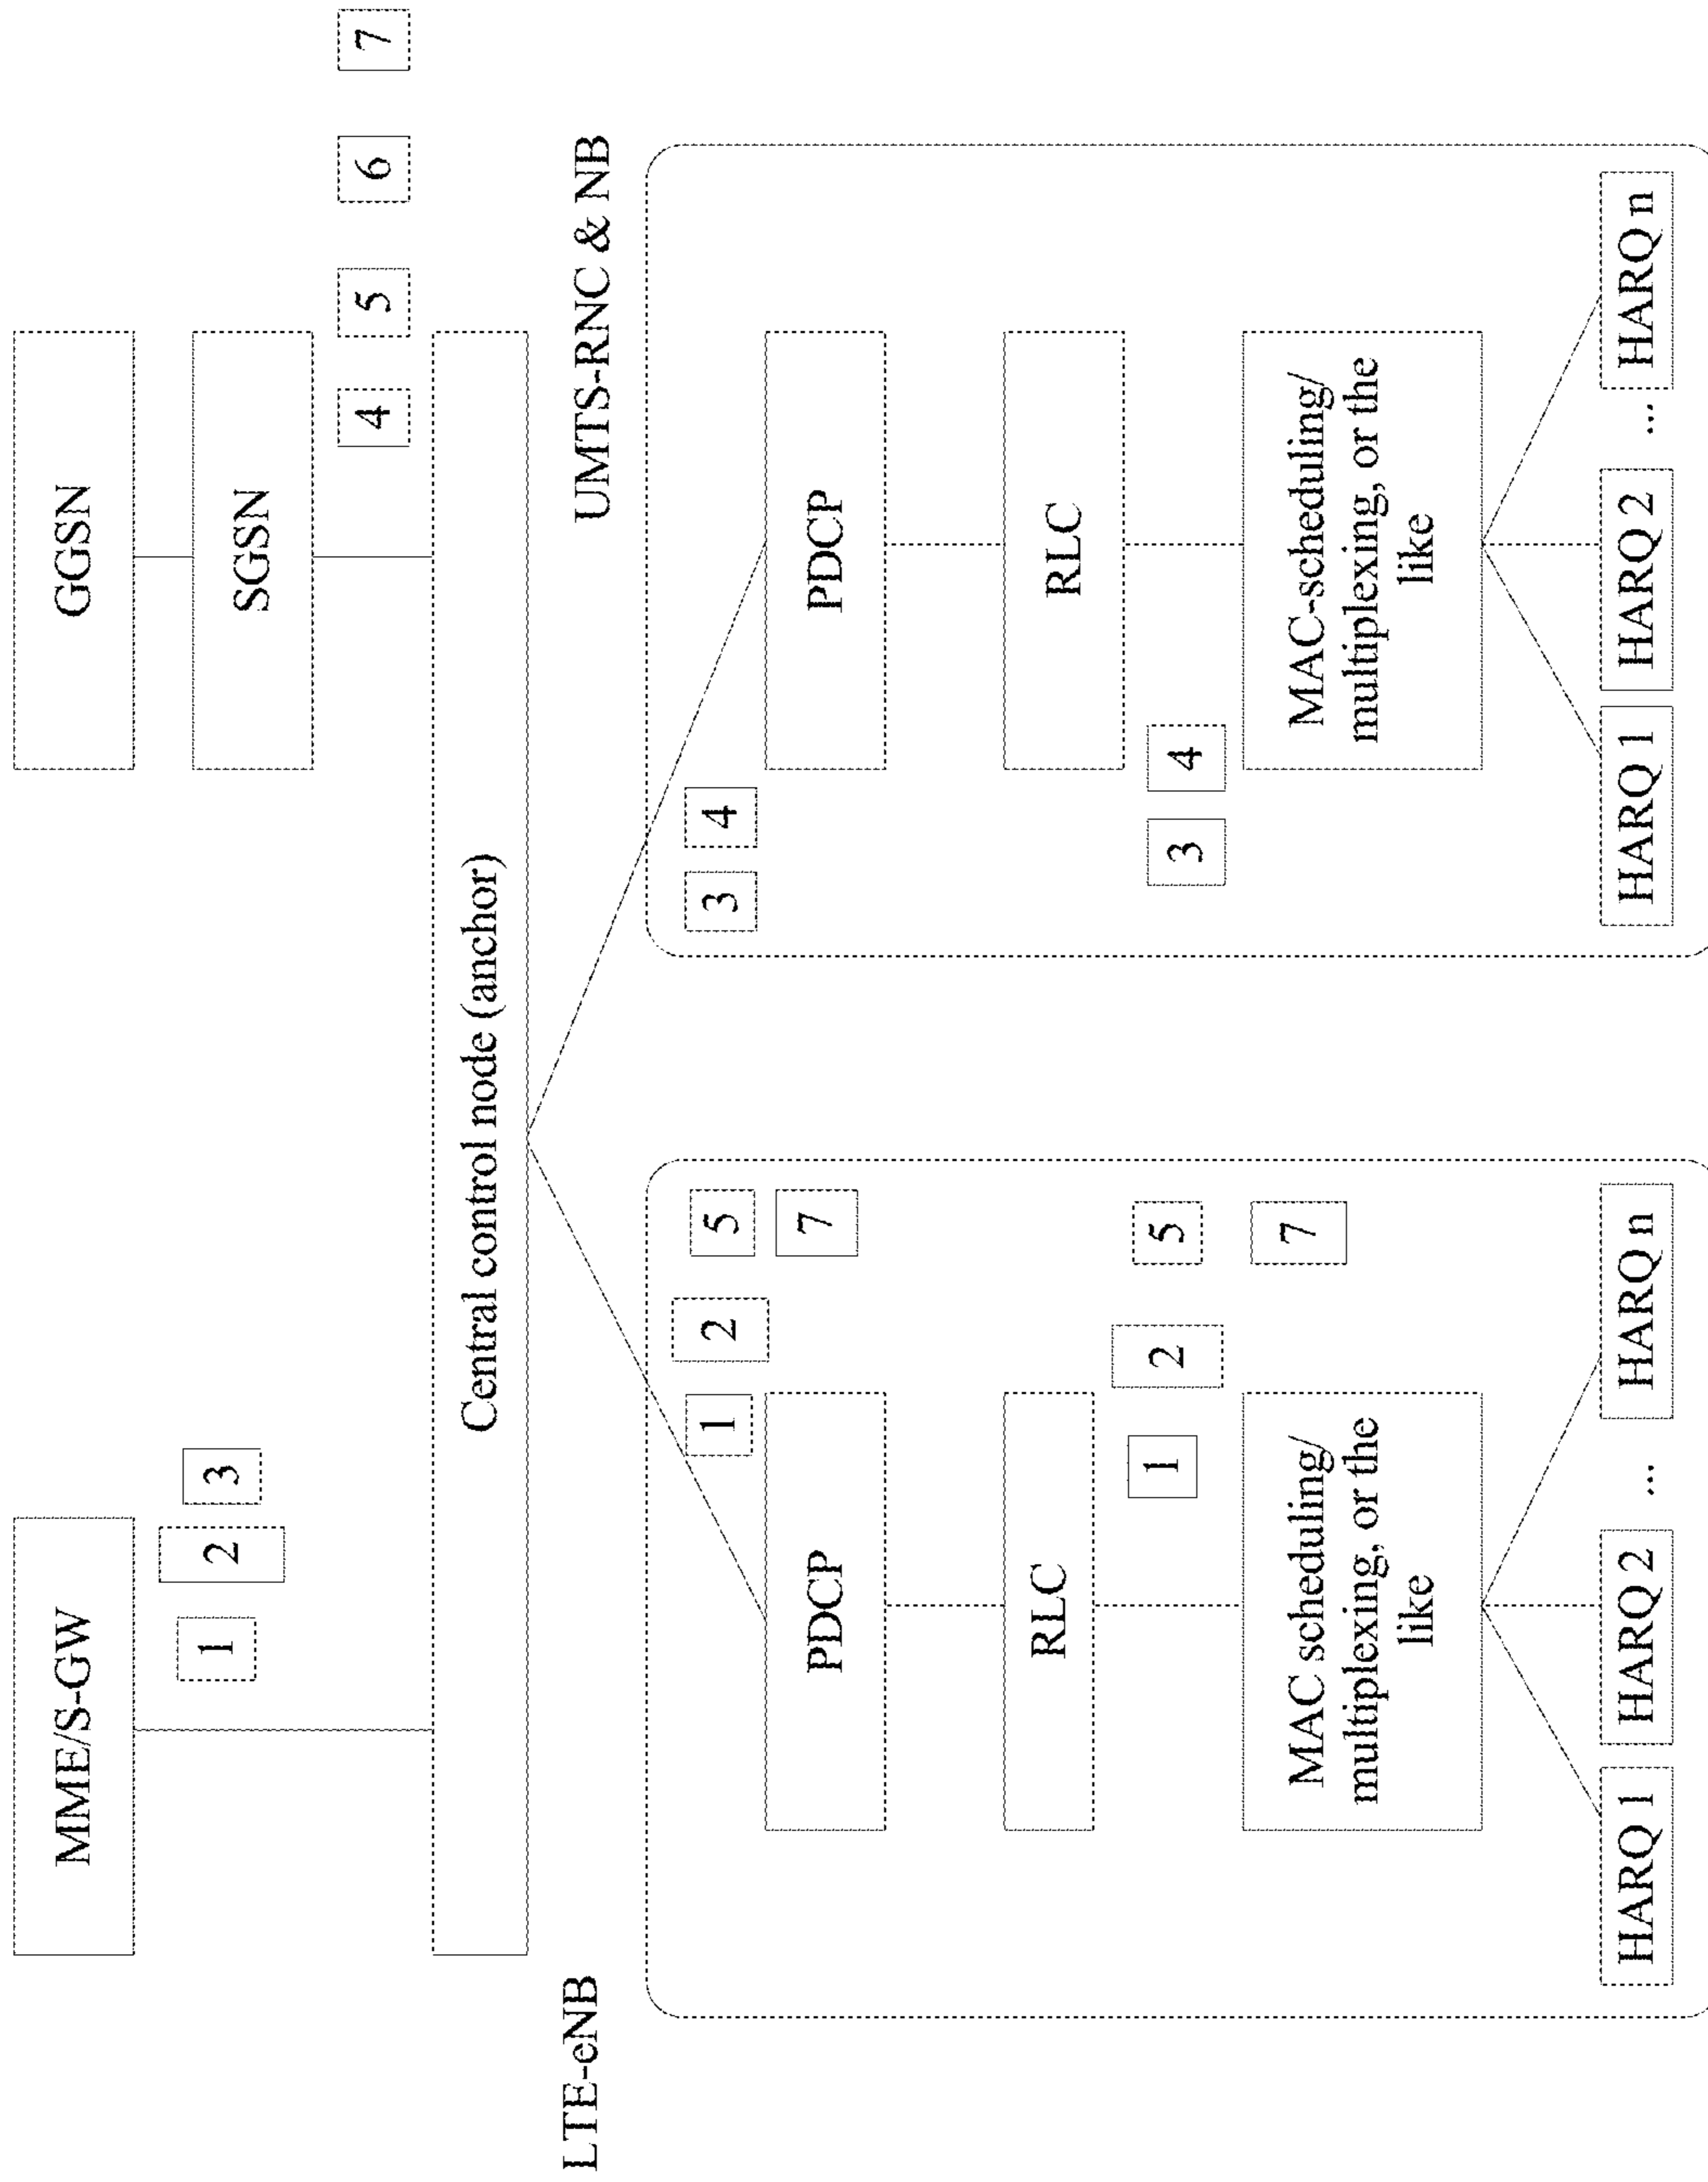 MME/S-GW
GGSN
1
2
3
SGSN
4
5
6
7
Central control node (anchor)
LTE-eNB
UMTS-RNC & NB
1
2
5
7
3
4
PDCP
PDCP
RLC
RLC
1
2
5
7
3
4
MAC scheduling/
multiplexing, or the
like
MAC-scheduling/
multiplexing, or the
like
HARQ 1
HARQ 2
...
HARQ n
HARQ 1
HARQ 2
...
HARQ n